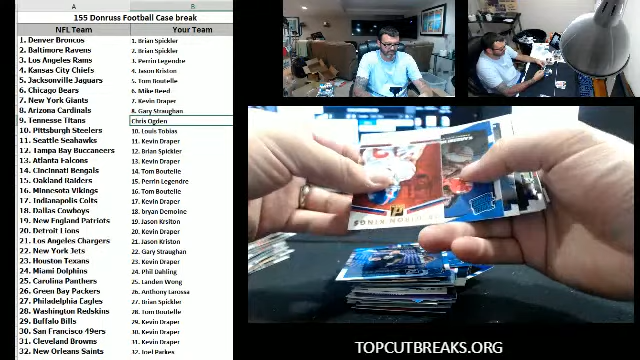 155 Donruss Football Case break
NFL Team Your Team
1. Denver Broncos 1. Brian Spickler
2. Baltimore Ravens 2. Brian Spickler
3. Los Angeles Rams 3. Perrin Legendre
4. Kansas City Chiefs 4. Jason Kriston
5. Jacksonville Jaguars 5. Tom Boutelle
6. Chicago Bears 6. Mike Reed
7. New York Giants 7. Kevin Draper
8. Arizona Cardinals 8. Gary Straughan
9. Tennesse Titans Chris Ogden
10. Pittsburgh Steelers 10. Louis Tobias
11. Seattle Seahawks 11. Kevin Draper
12. Tampa Bay Buccaneers 12. Brian Spickler
13. Atlanta Falcons 13. Kevin Draper
14. Cincinnati Bengals 14. Tom Boutelle
15. Oakland Raiders 15. Perrin Legendre
16. Minnesota Vikings 16. Tom Boutelle
17. Indianapolis Colts 17. Kevin Draper
18. Dallas Cowboys 18. bryan Demoine
19. New England Patriots 19. Jason Kriston
20. Detroit Lions 20. Kevin Draper
21. Los Angeles Chargers 21. Jason Kriston
22. New York Jets 22. Gary Straughan
23. Houston Texans 23. Kevin Draper
24. Miami Dolphins 24. Phil Dahling
25. Carolina Panthers 25. Landen Wong
26. Green Bay Packers 26. Anthony Larossa
27. Philadelphia Eagles 27. Brian Spickler
28. Washington Redskins 28. Tom Boutelle
29. Buffalo Bills 29. Kevin Draper
30. San Francisco 49ers 30. Kevin Draper
31. Cleveland Browns 31. Kevin Draper
32. New Orleans Saints 32. Joel Parkes
TOPCUTBREAKS.ORG